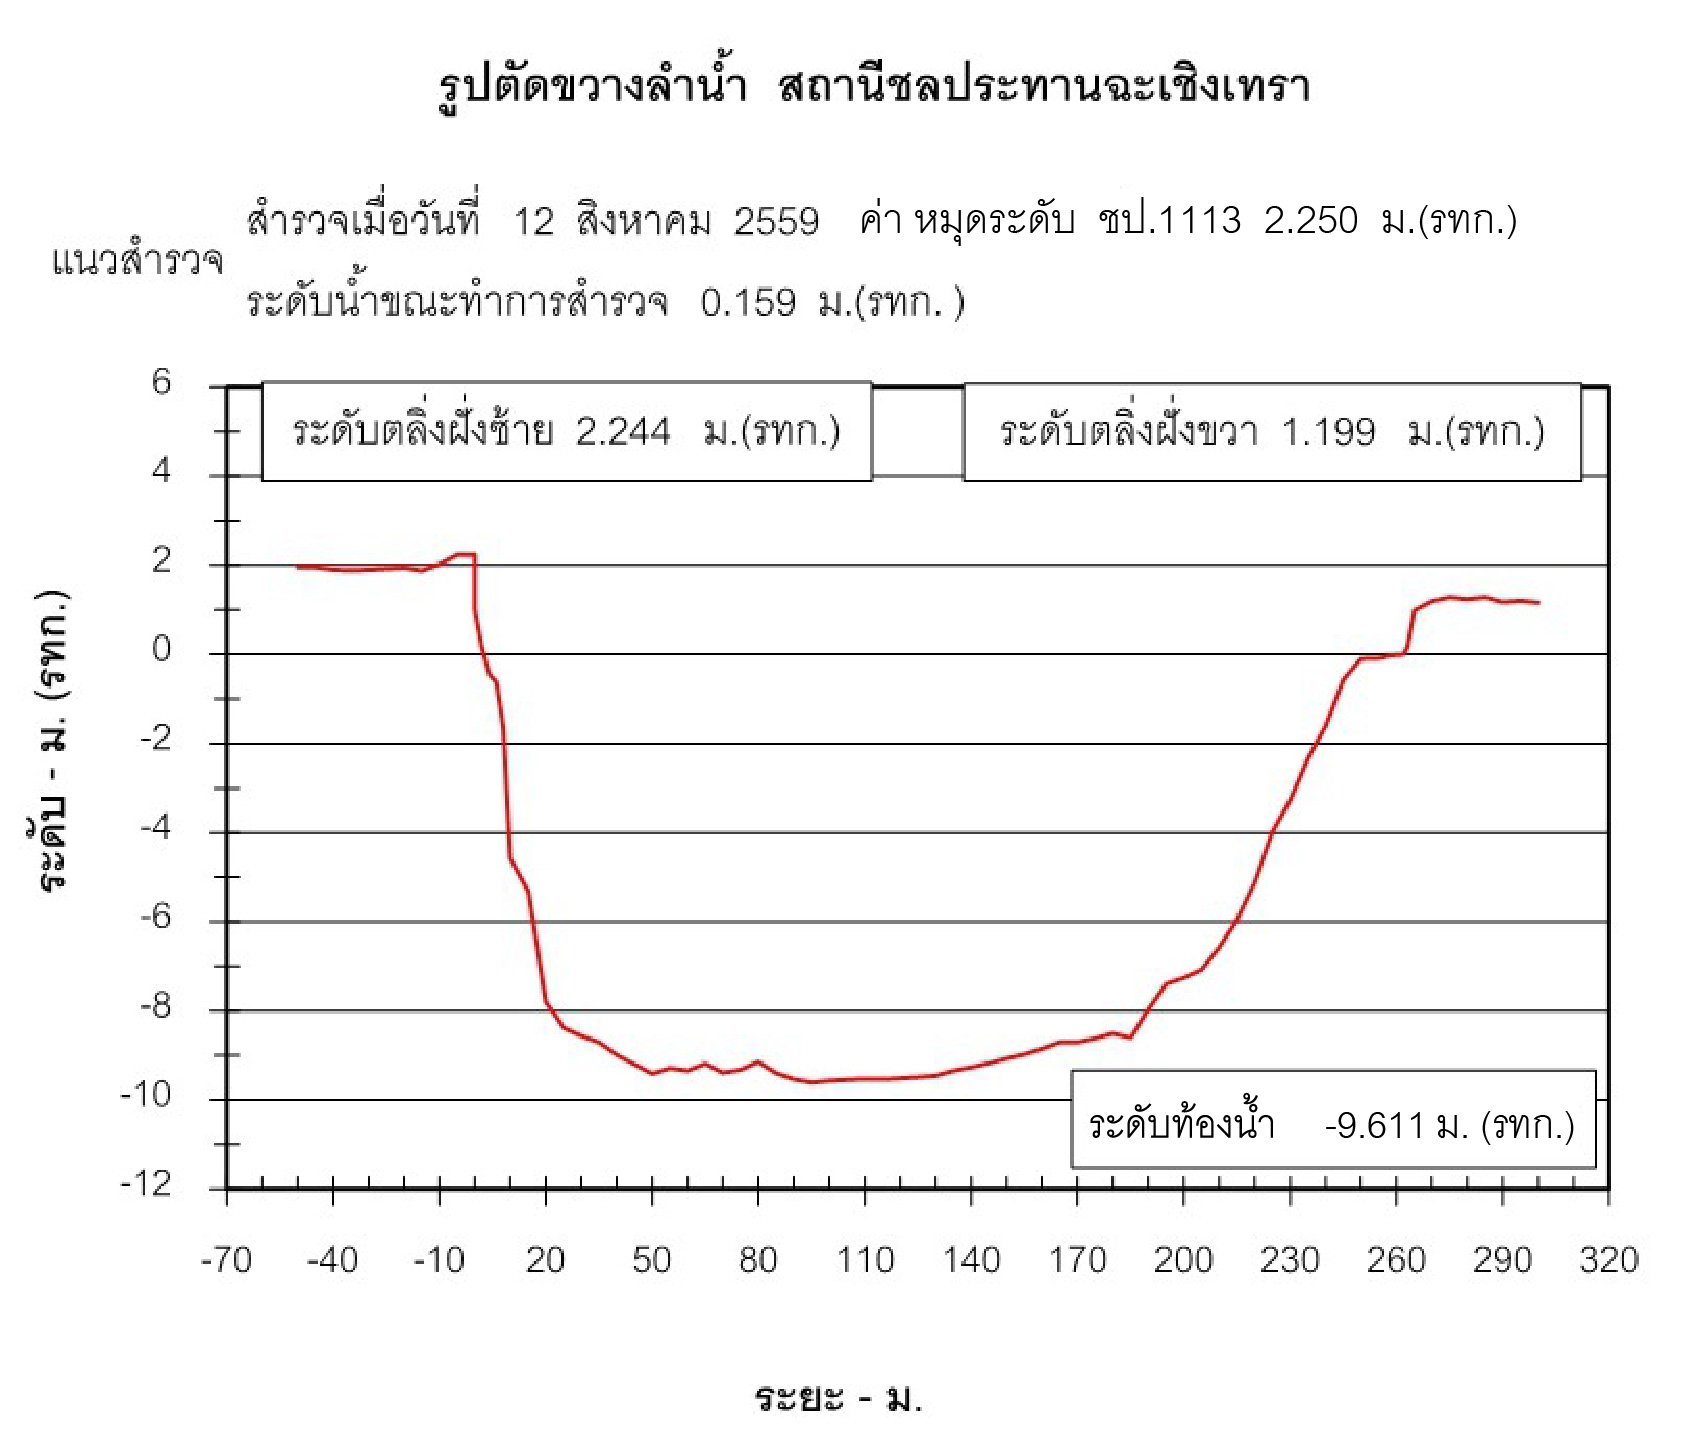 รูปตัดขวางลำน้ำ สถานีชลประทานฉะเชิงเทรา
สำรวจเมื่อวันที่ 12 สิงหาคม 2559 ค่า หมุดระดับ ชป.1113 2.250 ม.(รทก.)
แนวสำรวจ
ระดับน้ำขณะทำการสำรวจ 0.159 ม.(รทก. )
ระดับตลิ่งฝั่งซ้าย 2.244 ม.(รทก.) ระดับตลิ่งฝั่งขวา 1.199 ม.(รทก.)
6
4
2
0
-2
-4
-6
-8
-10
-12
ระดับ - ม. (รทก.)
ระดับท้องน้ำ -9.611 ม. (รทก.)
-70 -40 -10 20 50 80 110 140 170 200 230 260 290 320
ระยะ - ม.